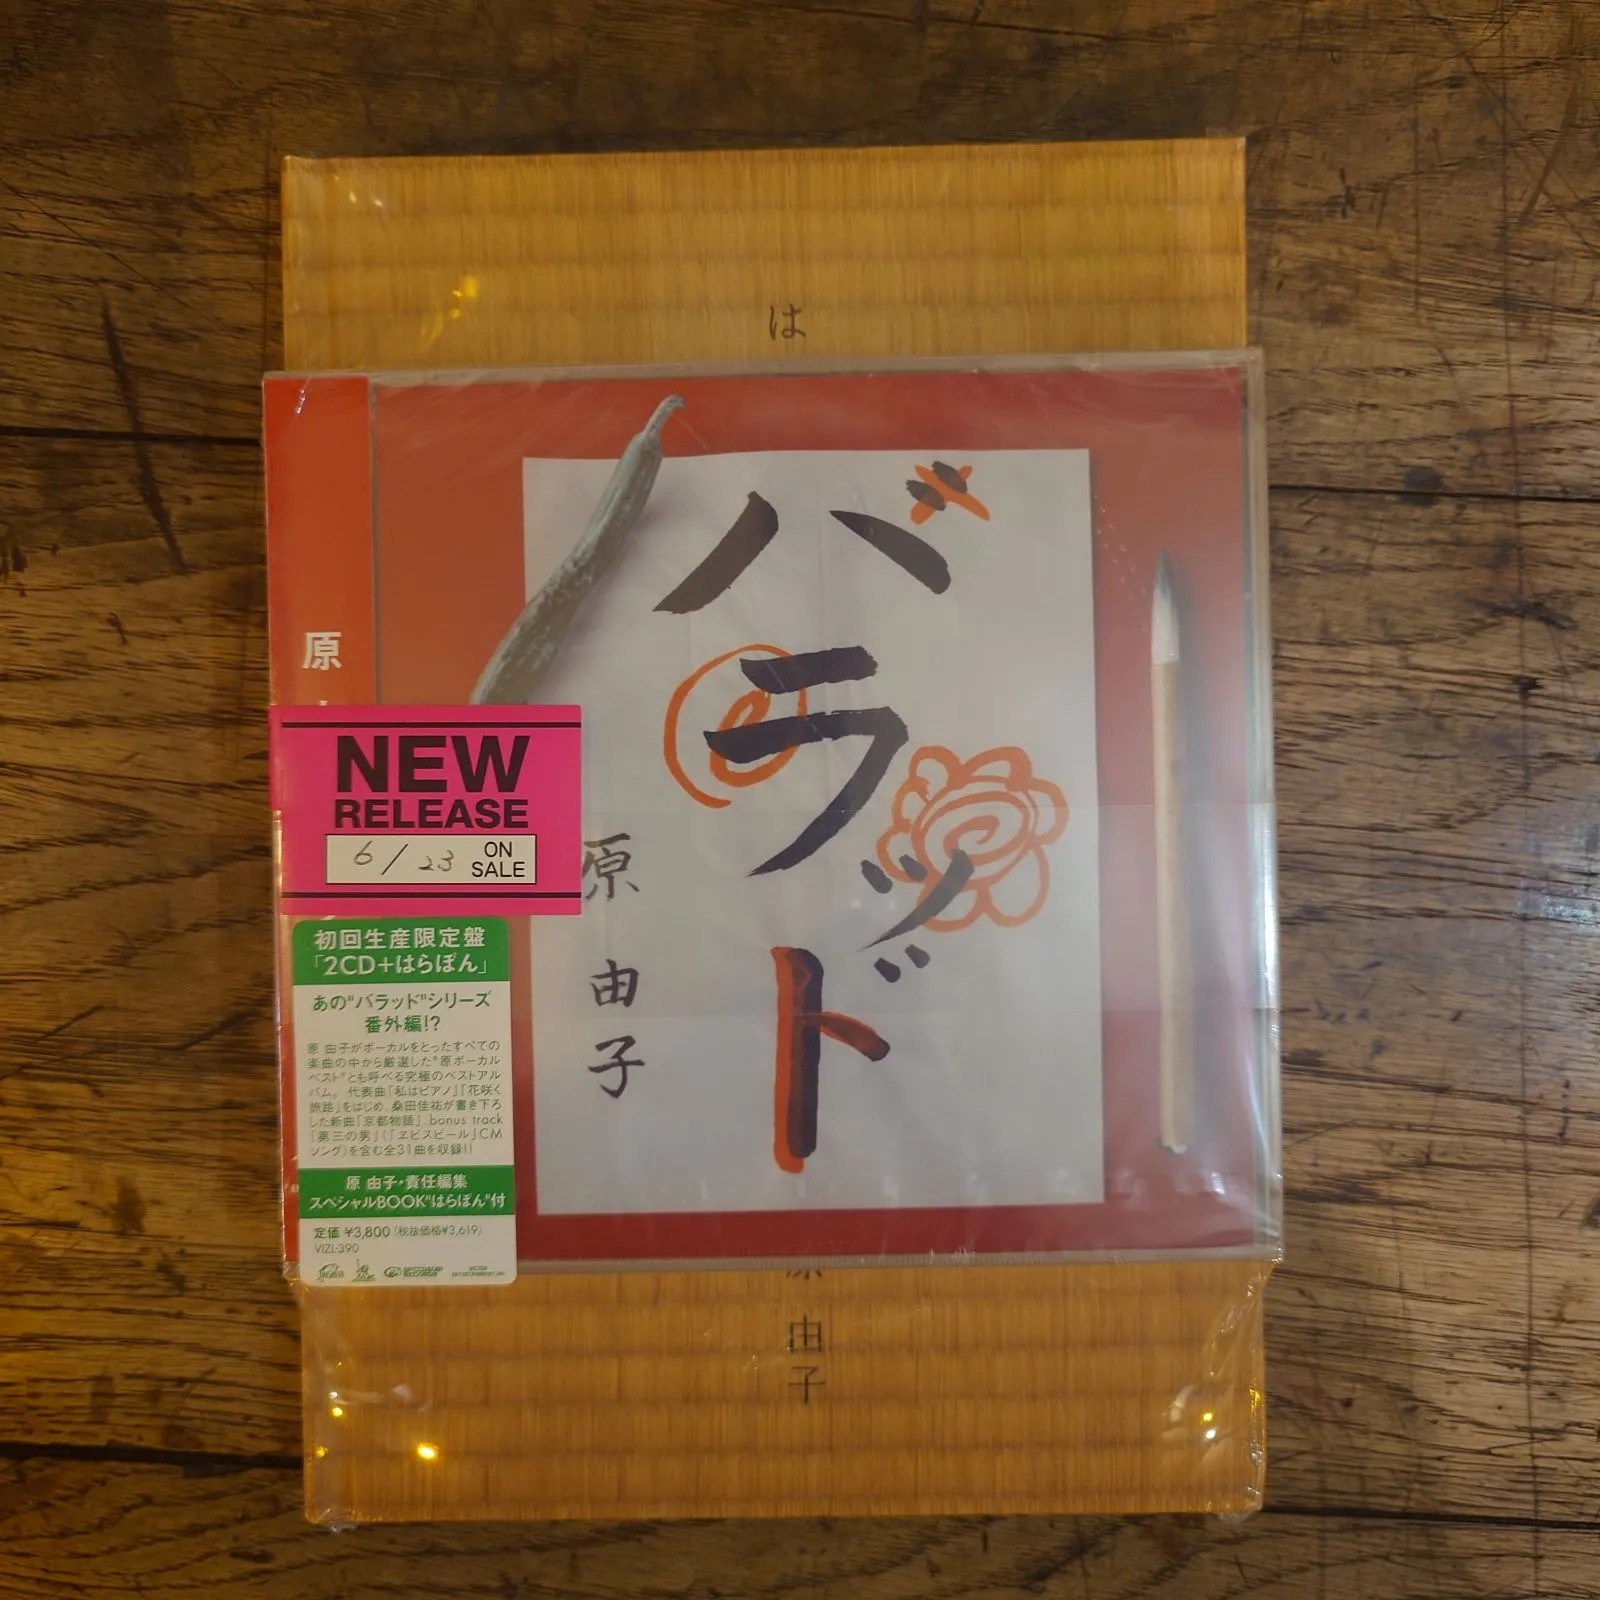 は
バラッド
原
由
子
原
NEW
RELEASE
6/23 ON SALE
初回生産限定盤
「2CD+はらぼん」
あの"バラッド"シリーズ
番外編!?
原 由子がボーカルをとったすべての
楽曲の中から厳選した"原ボーカル
ベスト"とも呼べる究極のベストアル
バム。代表曲「私はピアノ」「花咲く
旅路」をはじめ、桑田佳祐が書き下ろ
した新曲「京都物語」、bonus track
「第三の男」(「ヱビスビール」CM
ソング)を含む全31曲を収録!!
原 由子・責任編集
スペシャルBOOK"はらぼん"付
定価 ¥3,800(税抜価格¥3,619)
VIZL-390
由
子